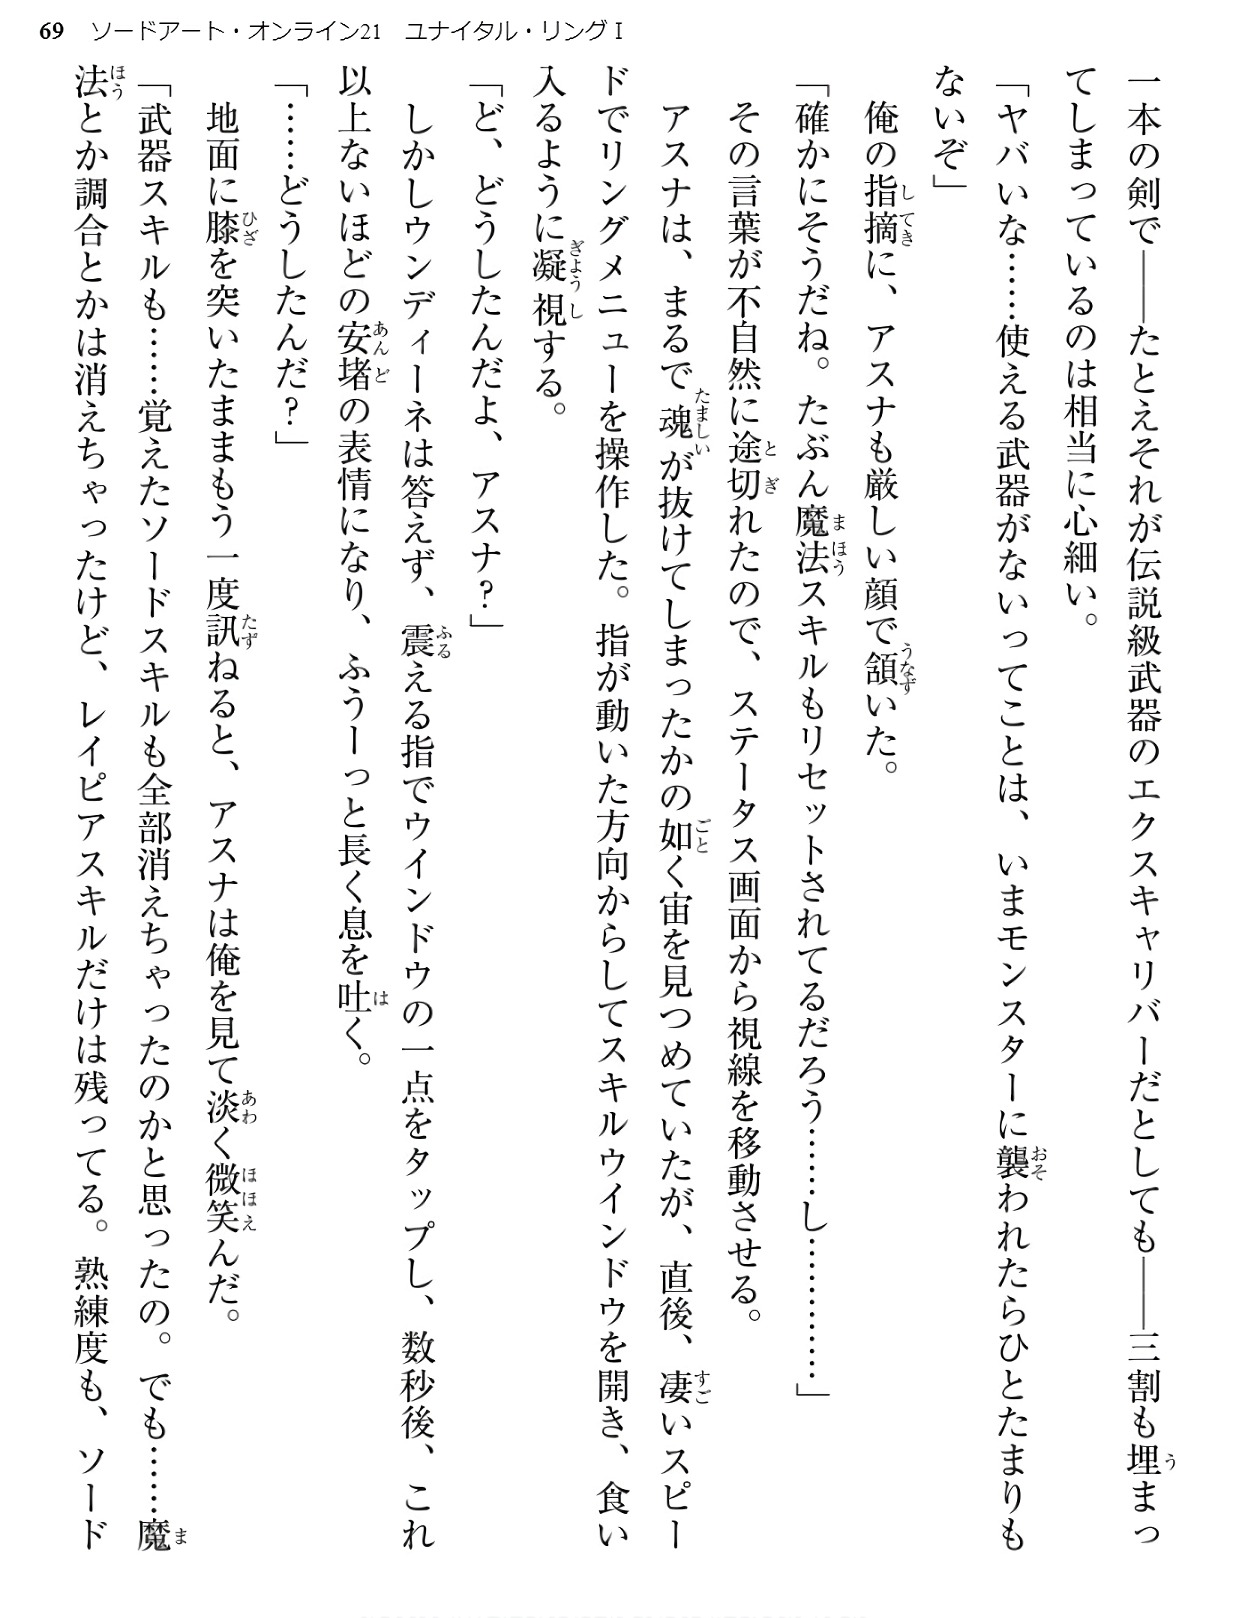 69 ソードアート・オンライン21 ユナイタル・リングⅠ
一本の剣で――たとえそれが伝説級武器のエクスキャリバーだとしても――三割も埋まっ
てしまっているのは相当に心細い。
「ヤバいな……使える武器がないってことは、いまモンスターに襲われたらひとたまりも
ないぞ」
俺の指摘に、アスナも厳しい顔で頷いた。
「確かにそうだね。たぶん魔法スキルもリセットされてるだろう……し…………」
その言葉が不自然に途切れたので、ステータス画面から視線を移動させる。
アスナは、まるで魂が抜けてしまったかの如く宙を見つめていたが、直後、凄いスピー
ドでリングメニューを操作した。指が動いた方向からしてスキルウインドウを開き、食い
入るように凝視する。
「ど、どうしたんだよ、アスナ?」
しかしウンディーネは答えず、震える指でウインドウの一点をタップし、数秒後、これ
以上ないほどの安堵の表情になり、ふうーっと長く息を吐く。
「……どうしたんだ?」
地面に膝を突いたままもう一度訊ねると、アスナは俺を見て淡く微笑んだ。
「武器スキルも……覚えたソードスキルも全部消えちゃったのかと思ったの。でも……魔
法とか調合とかは消えちゃったけど、レイピアスキルだけは残ってる。熟練度も、ソード